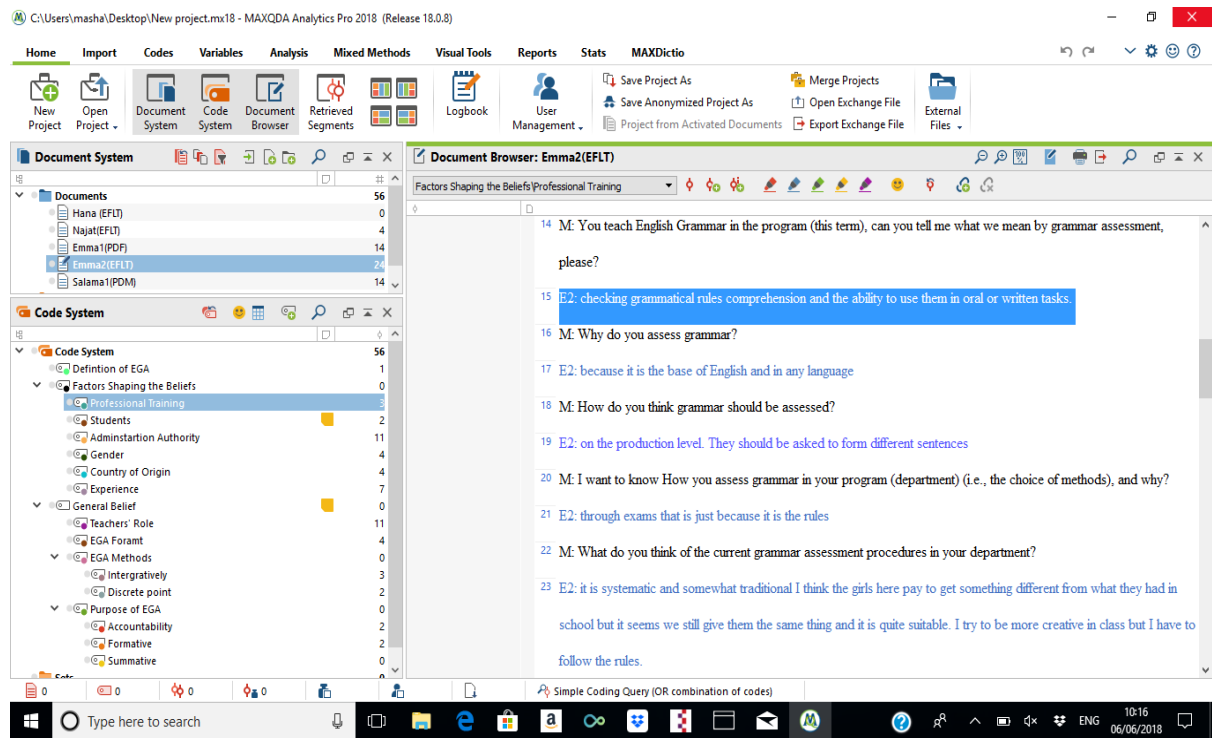 C:\Users\masha\Desktop\New project.mx18 - MAXQDA Analytics Pro 2018 (Release 18.0.8)
Home Import Codes Variables Analysis Mixed Methods Visual Tools Reports Stats MAXDictio
New Project
Open Project
Document System
Code System
Document Browser
Retrieved Segments
Logbook
User Management
Save Project As
Save Anonymized Project As
Project from Activated Documents
Merge Projects
Open Exchange File
Export Exchange File
External Files
Document System
#
Documents 56
Hana (EFLT) 0
Najat(EFLT) 4
Emma1(PDF) 14
Emma2(EFLT) 24
Salama1(PDM) 14
Code System
Code System 56
Defintion of EGA 1
Factors Shaping the Beliefs 0
Professional Training 3
Students 2
Adminstartion Authority 11
Gender 4
Country of Origin 4
Experience 7
General Belief 0
Teachers' Role 11
EGA Foramt 4
EGA Methods 0
Intergratively 3
Discrete point 2
Purpose of EGA 0
Accountability 2
Formative 2
Summative 0
Sets 0
Document Browser: Emma2(EFLT)
100
Factors Shaping the Beliefs\Professional Training
14 M: You teach English Grammar in the program (this term), can you tell me what we mean by grammar assessment,
please?
15 E2: checking grammatical rules comprehension and the ability to use them in oral or written tasks.
16 M: Why do you assess grammar?
17 E2: because it is the base of English and in any language
18 M: How do you think grammar should be assessed?
19 E2: on the production level. They should be asked to form different sentences
20 M: I want to know How you assess grammar in your program (department) (i.e., the choice of methods), and why?
21 E2: through exams that is just because it is the rules
22 M: What do you think of the current grammar assessment procedures in your department?
23 E2: it is systematic and somewhat traditional I think the girls here pay to get something different from what they had in
school but it seems we still give them the same thing and it is quite suitable. I try to be more creative in class but I have to
follow the rules.
0 0 0 0 Simple Coding Query (OR combination of codes)
Type here to search
a
ENG
10:16
06/06/2018